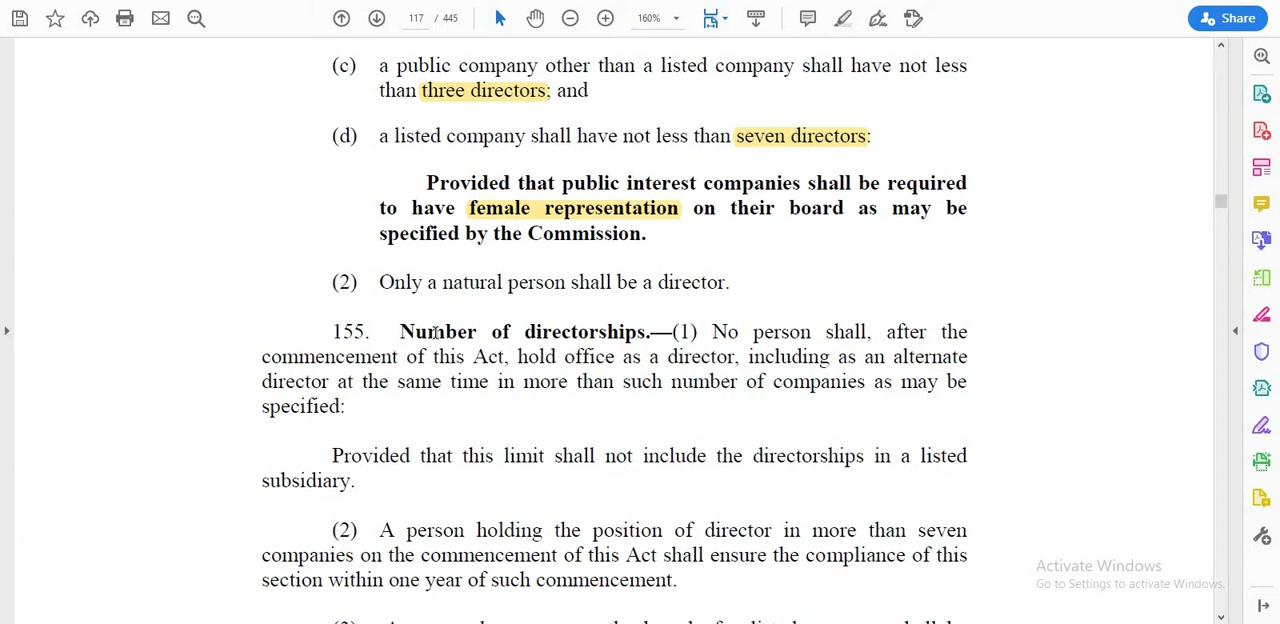 117 / 445
160%
Share
(c) a public company other than a listed company shall have not less
than three directors; and
(d) a listed company shall have not less than seven directors:
Provided that public interest companies shall be required
to have female representation on their board as may be
specified by the Commission.
(2) Only a natural person shall be a director.
155. Number of directorships.—(1) No person shall, after the
commencement of this Act, hold office as a director, including as an alternate
director at the same time in more than such number of companies as may be
specified:
Provided that this limit shall not include the directorships in a listed
subsidiary.
(2) A person holding the position of director in more than seven
companies on the commencement of this Act shall ensure the compliance of this
section within one year of such commencement.
Activate Windows
Go to Settings to activate Windows.